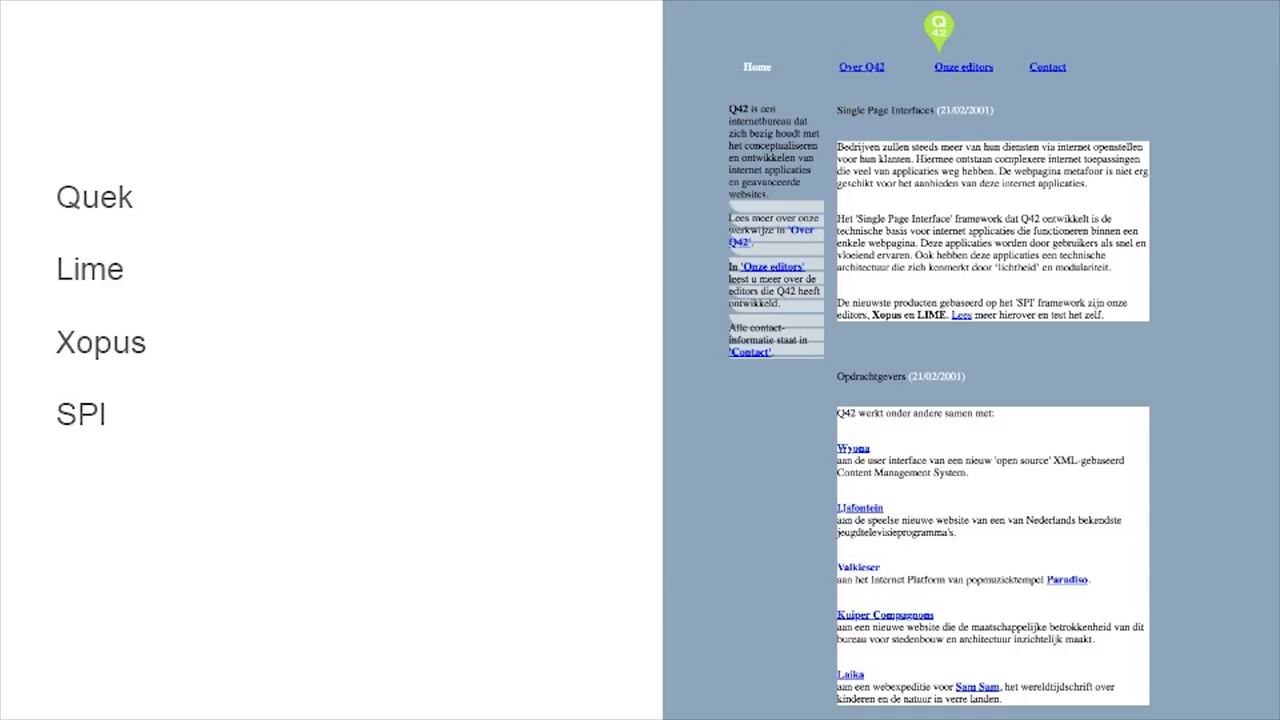 Quek
Lime
Xopus
SPI
Q
42
Home Over Q42 Onze editors Contact
Q42 is een
internetbureau dat
zich bezig houdt met
het conceptualiseren
en ontwikkelen van
internet applicaties
en geavanceerde
websites.
Lees meer over onze
werkwijze in 'Over
Q42'.
In 'Onze editors'
leest u meer over de
editors die Q42 heeft
ontwikkeld.
Alle contact-
informatie staat in
'Contact'.
Single Page Interfaces (21/02/2001)
Bedrijven zullen steeds meer van hun diensten via internet openstellen
voor hun klanten. Hiermee ontstaan complexere internet toepassingen
die veel van applicaties weg hebben. De webpagina metafoor is niet erg
geschikt voor het aanbieden van deze internet applicaties.
Het 'Single Page Interface' framework dat Q42 ontwikkelt is de
technische basis voor internet applicaties die functioneren binnen een
enkele webpagina. Deze applicaties worden door gebruikers als snel en
vloeiend ervaren. Ook hebben deze applicaties een technische
architectuur die zich kenmerkt door 'lichtheid' en modulariteit.
De nieuwste producten gebaseerd op het 'SPI' framework zijn onze
editors, Xopus en LIME. Lees meer hierover en test het zelf.
Opdrachtgevers (21/02/2001)
Q42 werkt onder andere samen met:
Wyona
aan de user interface van een nieuw 'open source' XML-gebaseerd
Content Management System.
IJsfontein
aan de speelse nieuwe website van een van Nederlands bekendste
jeugdtelevisieprogramma's.
Valkieser
aan het Internet Platform van popmuziektempel Paradiso.
Kuiper Compagnons
aan een nieuwe website die de maatschappelijke betrokkenheid van dit
bureau voor stedenbouw en architectuur inzichtelijk maakt.
Laika
aan een webexpeditie voor Sam Sam, het wereldtijdschrift over
kinderen en de natuur in verre landen.